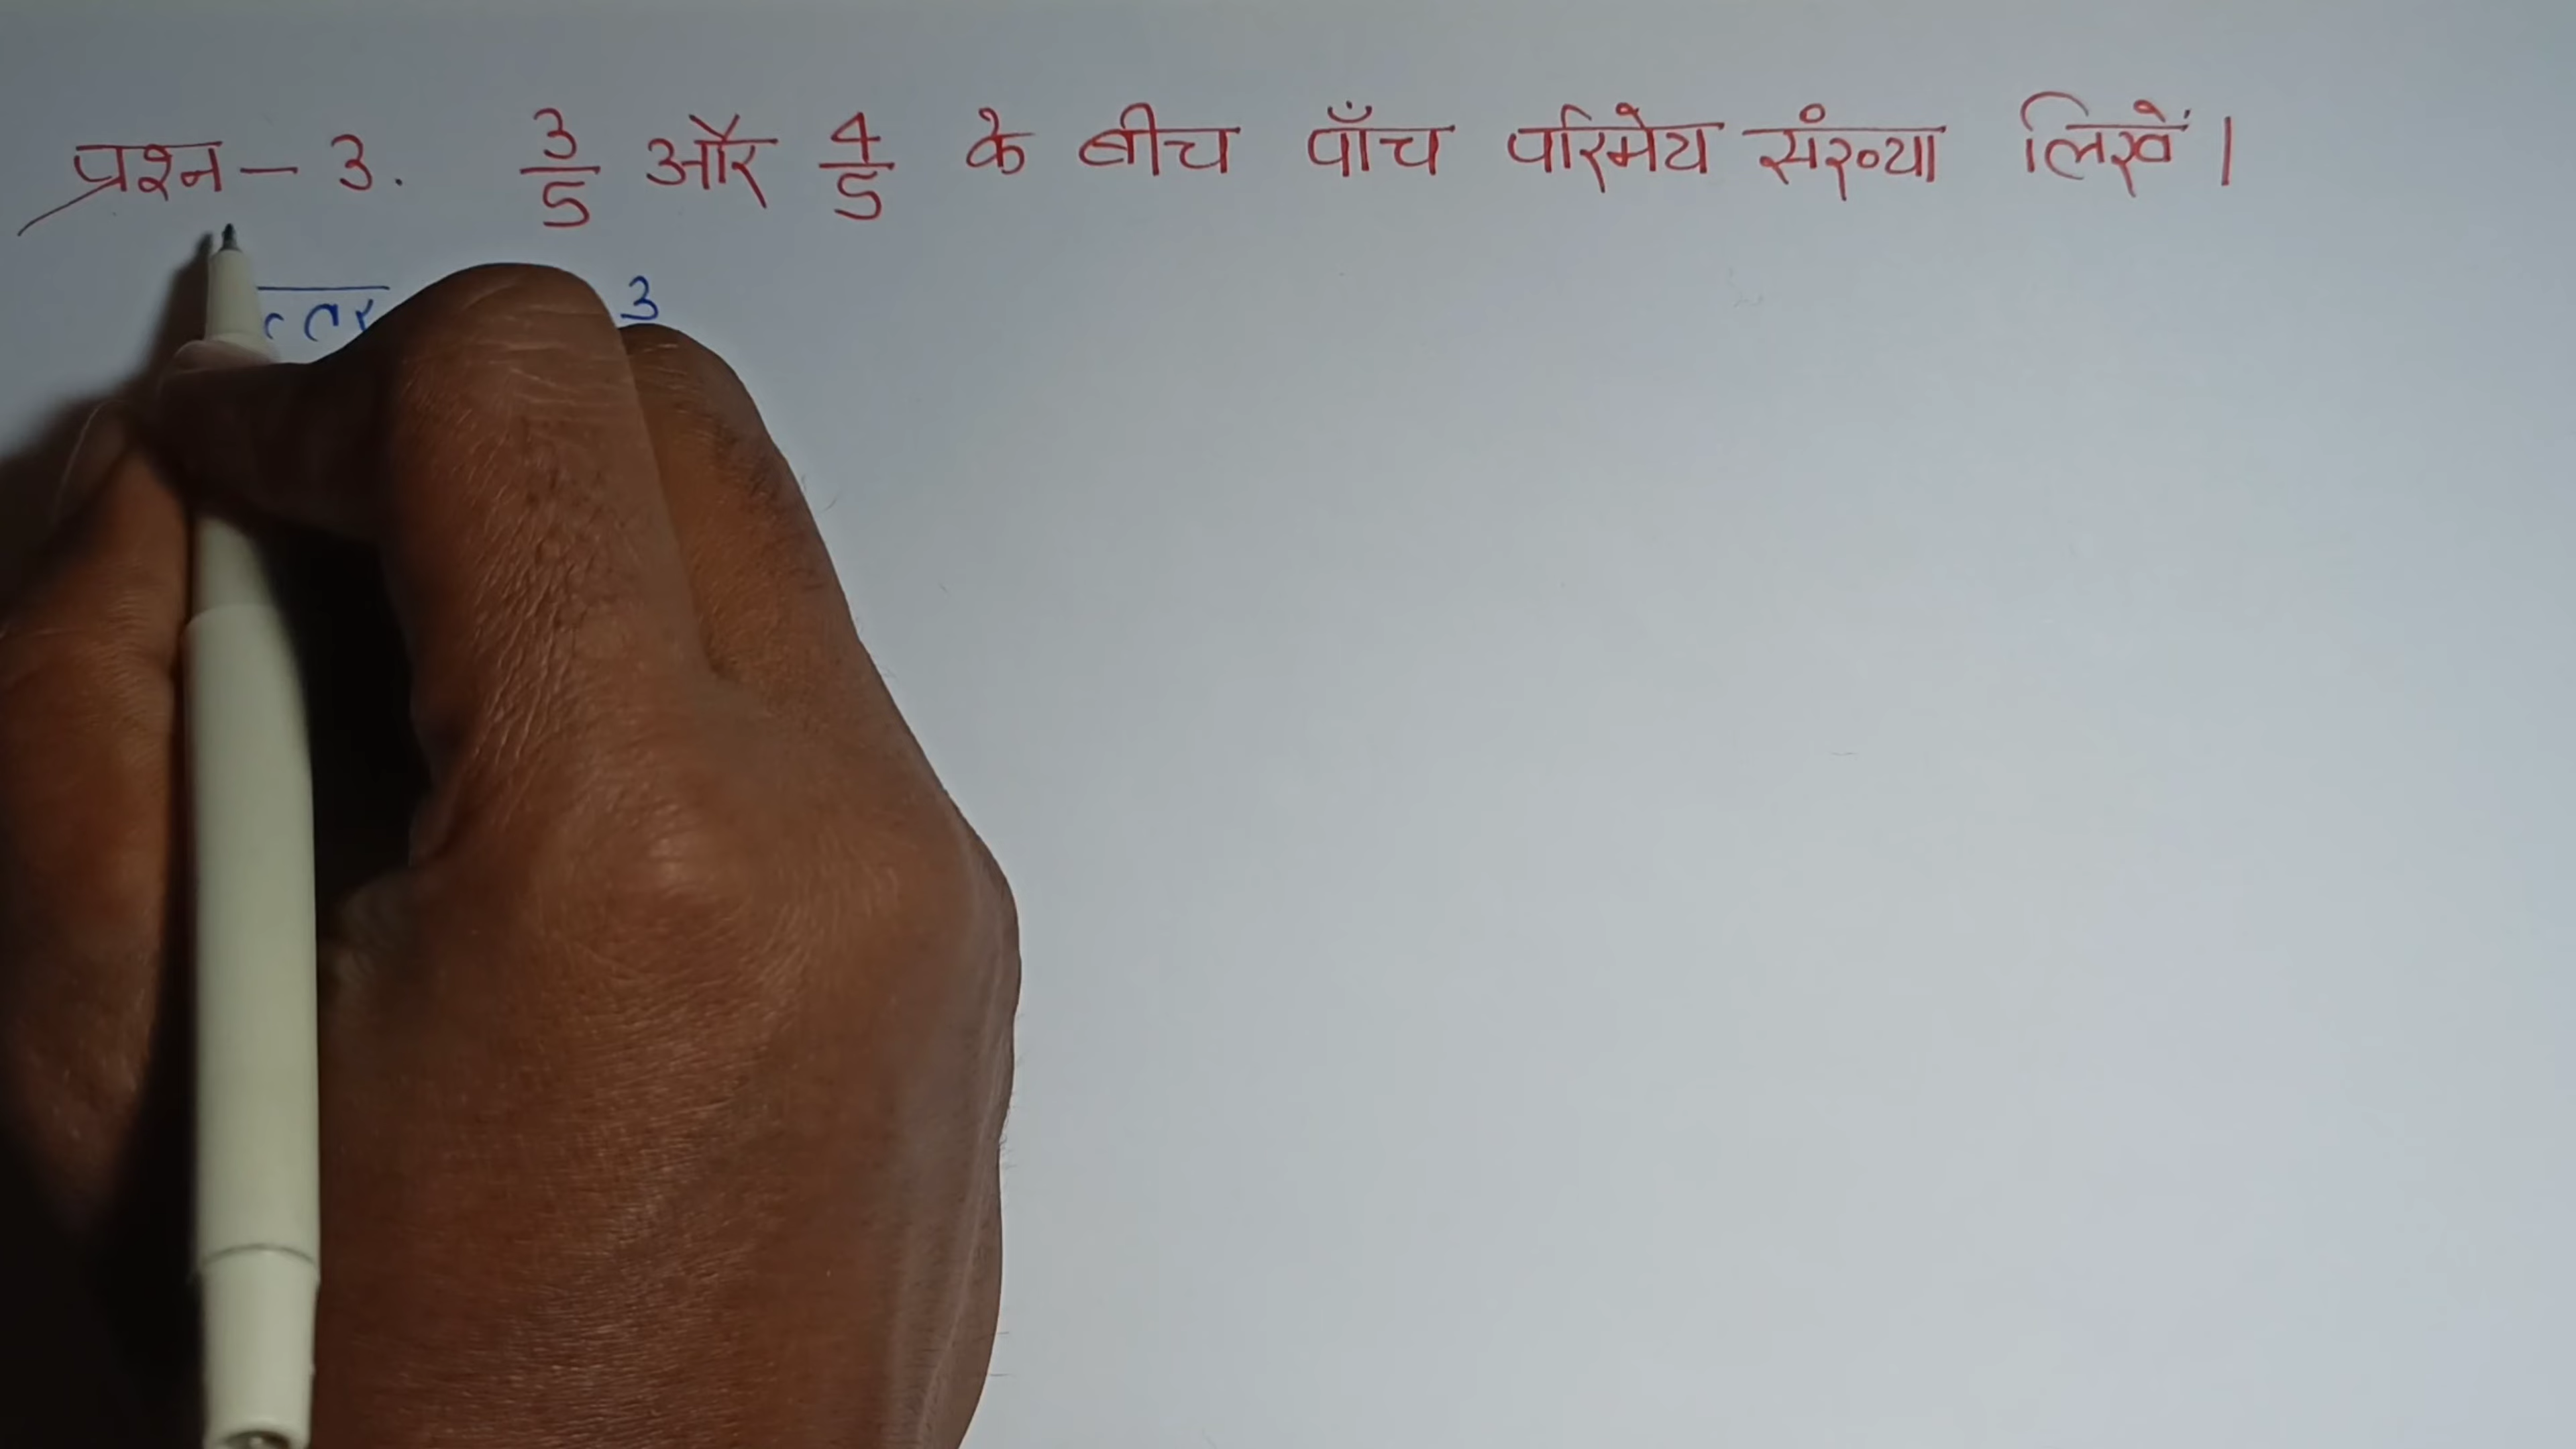 प्रश्न - 3. 3/5 और 4/5 के बीच पाँच परिमेय संख्या लिखें।
3